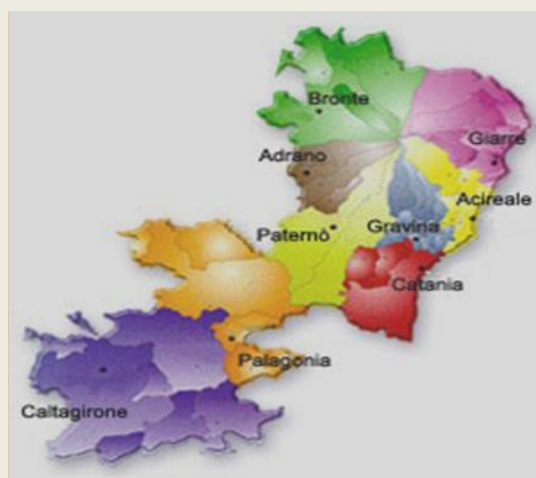 Bronte
Giarre
Adrano
Acireale
Paternò
Gravina
Catania
Palagonia
Caltagirone